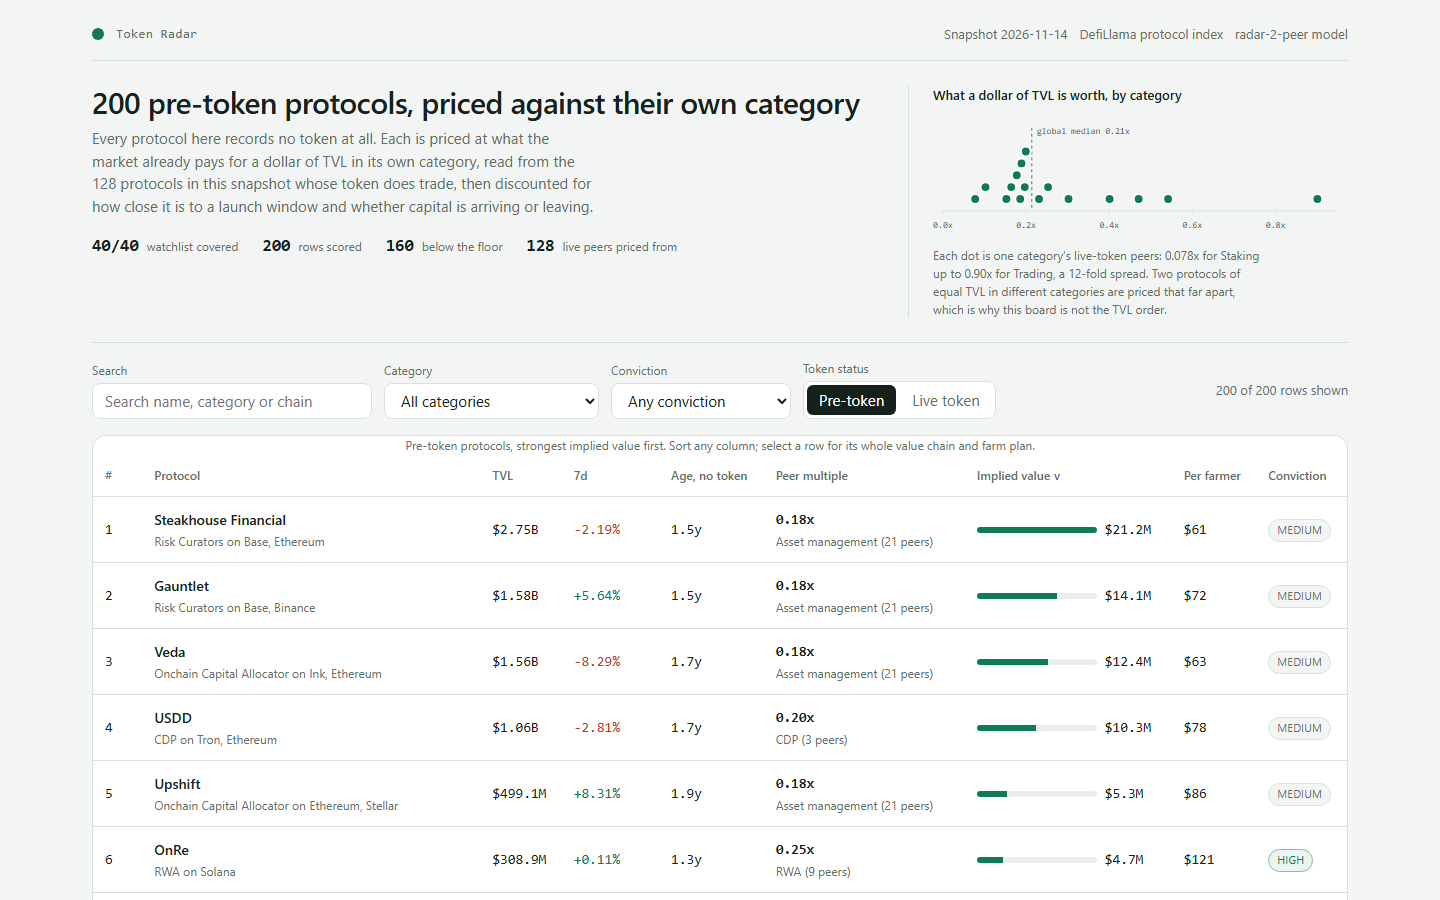 Token Radar
Snapshot 2026-11-14 DefiLlama protocol index radar-2-peer model
200 pre-token protocols, priced against their own category
Every protocol here records no token at all. Each is priced at what the
market already pays for a dollar of TVL in its own category, read from the
128 protocols in this snapshot whose token does trade, then discounted for
how close it is to a launch window and whether capital is arriving or leaving.
40/40 watchlist covered 200 rows scored 160 below the floor 128 live peers priced from
What a dollar of TVL is worth, by category
global median 0.21x
0.0x 0.2x 0.4x 0.6x 0.8x
Each dot is one category's live-token peers: 0.078x for Staking
up to 0.90x for Trading, a 12-fold spread. Two protocols of
equal TVL in different categories are priced that far apart,
which is why this board is not the TVL order.
Search Category Conviction Token status
Search name, category or chain All categories Any conviction Pre-token Live token
200 of 200 rows shown
Pre-token protocols, strongest implied value first. Sort any column; select a row for its whole value chain and farm plan.
# Protocol TVL 7d Age, no token Peer multiple Implied value v Per farmer Conviction
1 Steakhouse Financial $2.75B -2.19% 1.5y 0.18x $21.2M $61 MEDIUM
Risk Curators on Base, Ethereum Asset management (21 peers)
2 Gauntlet $1.58B +5.64% 1.5y 0.18x $14.1M $72 MEDIUM
Risk Curators on Base, Binance Asset management (21 peers)
3 Veda $1.56B -8.29% 1.7y 0.18x $12.4M $63 MEDIUM
Onchain Capital Allocator on Ink, Ethereum Asset management (21 peers)
4 USDD $1.06B -2.81% 1.7y 0.20x $10.3M $78 MEDIUM
CDP on Tron, Ethereum CDP (3 peers)
5 Upshift $499.1M +8.31% 1.9y 0.18x $5.3M $86 MEDIUM
Onchain Capital Allocator on Ethereum, Stellar Asset management (21 peers)
6 OnRe $308.9M +0.11% 1.3y 0.25x $4.7M $121 HIGH
RWA on Solana RWA (9 peers)